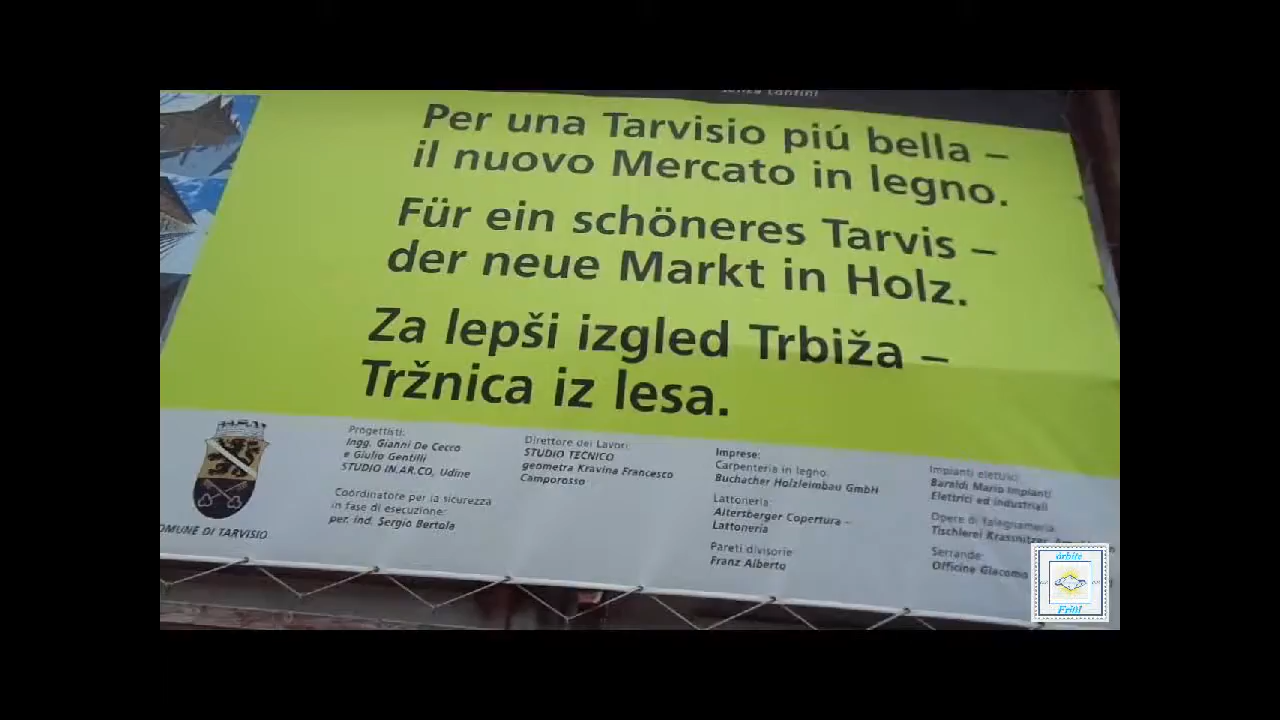 Per una Tarvisio piú bella –
il nuovo Mercato in legno.
Für ein schöneres Tarvis –
der neue Markt in Holz.
Za lepši izgled Trbiža –
Tržnica iz lesa.
COMUNE DI TARVISIO
Progettisti:
Ingg. Gianni De Cecco
e Giulio Gentilli
STUDIO IN.AR.CO, Udine
Coordinatore per la sicurezza
in fase di esecuzione:
per. ind. Sergio Bertola
Direttore dei Lavori:
STUDIO TECNICO
geometra Kravina Francesco
Camporosso
Imprese:
Carpenteria in legno:
Buchacher Holzleimbau GmbH
Lattoneria:
Altersberger Copertura –
Lattoneria
Pareti divisorie:
Franz Alberto
Impianti elettrici:
Baraldi Mario Impianti
Elettrici ed industriali
Opere di falegnameria:
Tischlerei Krassnitzer
Serrande:
Officine Giacomo
órbite
Friûl